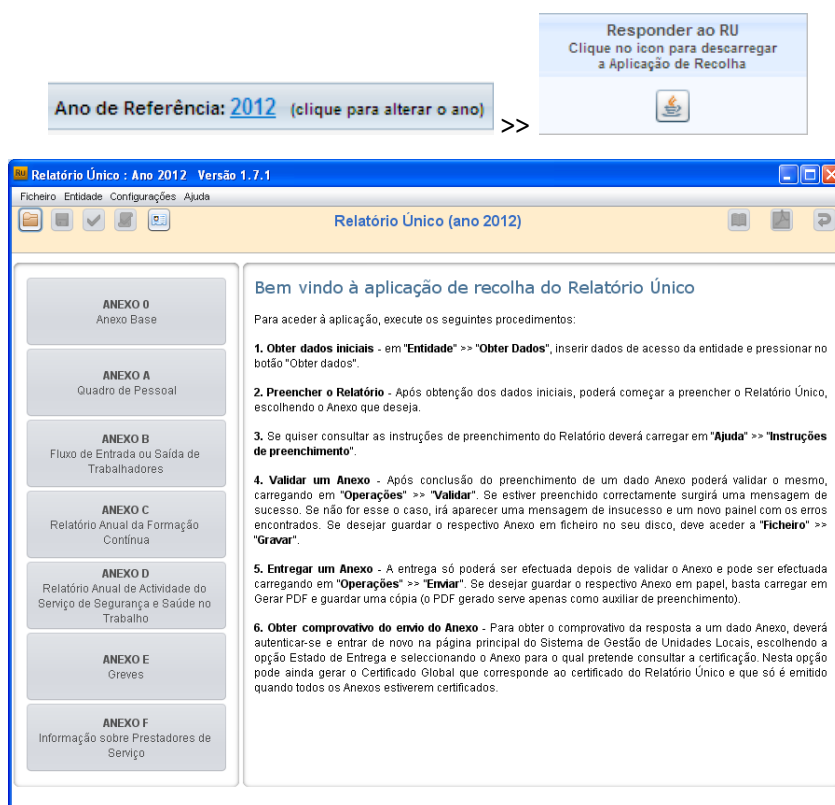 Responder ao RU
Clique no icon para descarregar
a Aplicação de Recolha
Ano de Referência: 2012 (clique para alterar o ano)
>>
RU Relatório Único : Ano 2012 Versão 1.7.1
Ficheiro Entidade Configurações Ajuda
Relatório Único (ano 2012)
ANEXO 0
Anexo Base
ANEXO A
Quadro de Pessoal
ANEXO B
Fluxo de Entrada ou Saída de
Trabalhadores
ANEXO C
Relatório Anual da Formação
Contínua
ANEXO D
Relatório Anual de Actividade do
Serviço de Segurança e Saúde no
Trabalho
ANEXO E
Greves
ANEXO F
Informação sobre Prestadores de
Serviço
Bem vindo à aplicação de recolha do Relatório Único
Para aceder à aplicação, execute os seguintes procedimentos:
1. Obter dados iniciais - em "Entidade" >> "Obter Dados", inserir dados de acesso da entidade e pressionar no
botão "Obter dados".
2. Preencher o Relatório - Após obtenção dos dados iniciais, poderá começar a preencher o Relatório Único,
escolhendo o Anexo que deseja.
3. Se quiser consultar as instruções de preenchimento do Relatório deverá carregar em "Ajuda" >> "Instruções
de preenchimento".
4. Validar um Anexo - Após conclusão do preenchimento de um dado Anexo poderá validar o mesmo,
carregando em "Operações" >> "Validar". Se estiver preenchido correctamente surgirá uma mensagem de
sucesso. Se não for esse o caso, irá aparecer uma mensagem de insucesso e um novo painel com os erros
encontrados. Se desejar guardar o respectivo Anexo em ficheiro no seu disco, deve aceder a "Ficheiro" >>
"Gravar".
5. Entregar um Anexo - A entrega só poderá ser efectuada depois de validar o Anexo e pode ser efectuada
carregando em "Operações" >> "Enviar". Se desejar guardar o respectivo Anexo em papel, basta carregar em
Gerar PDF e guardar uma cópia (o PDF gerado serve apenas como auxiliar de preenchimento).
6. Obter comprovativo do envio do Anexo - Para obter o comprovativo da resposta a um dado Anexo, deverá
autenticar-se e entrar de novo na página principal do Sistema de Gestão de Unidades Locais, escolhendo a
opção Estado de Entrega e seleccionando o Anexo para o qual pretende consultar a certificação. Nesta opção
pode ainda gerar o Certificado Global que corresponde ao certificado do Relatório Único e que só é emitido
quando todos os Anexos estiverem certificados.